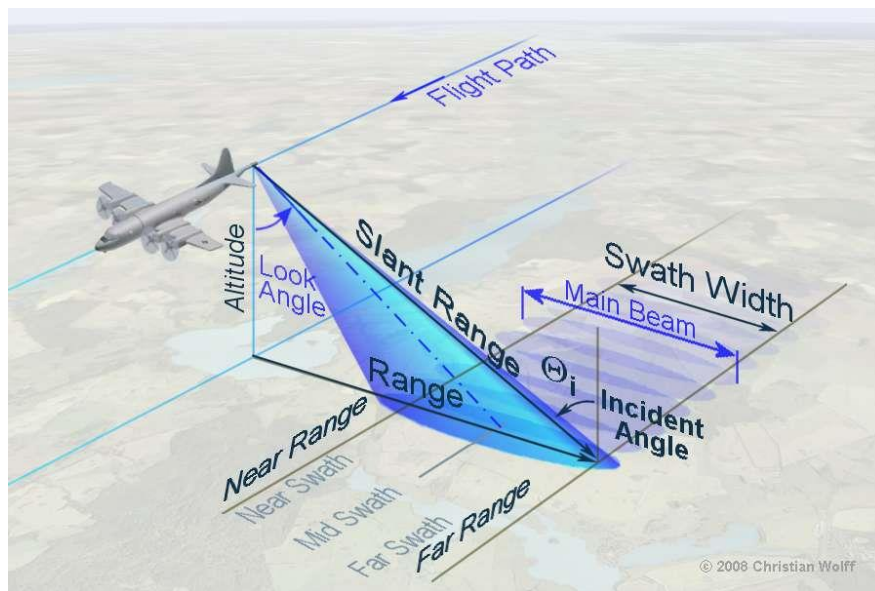 Flight Path
Altitude
Look
Angle
Slant Range
Swath Width
Main Beam
Range
Θi
Incident
Angle
Near Range
Near Swath
Mid Swath
Far Swath
Far Range
© 2008 Christian Wolff